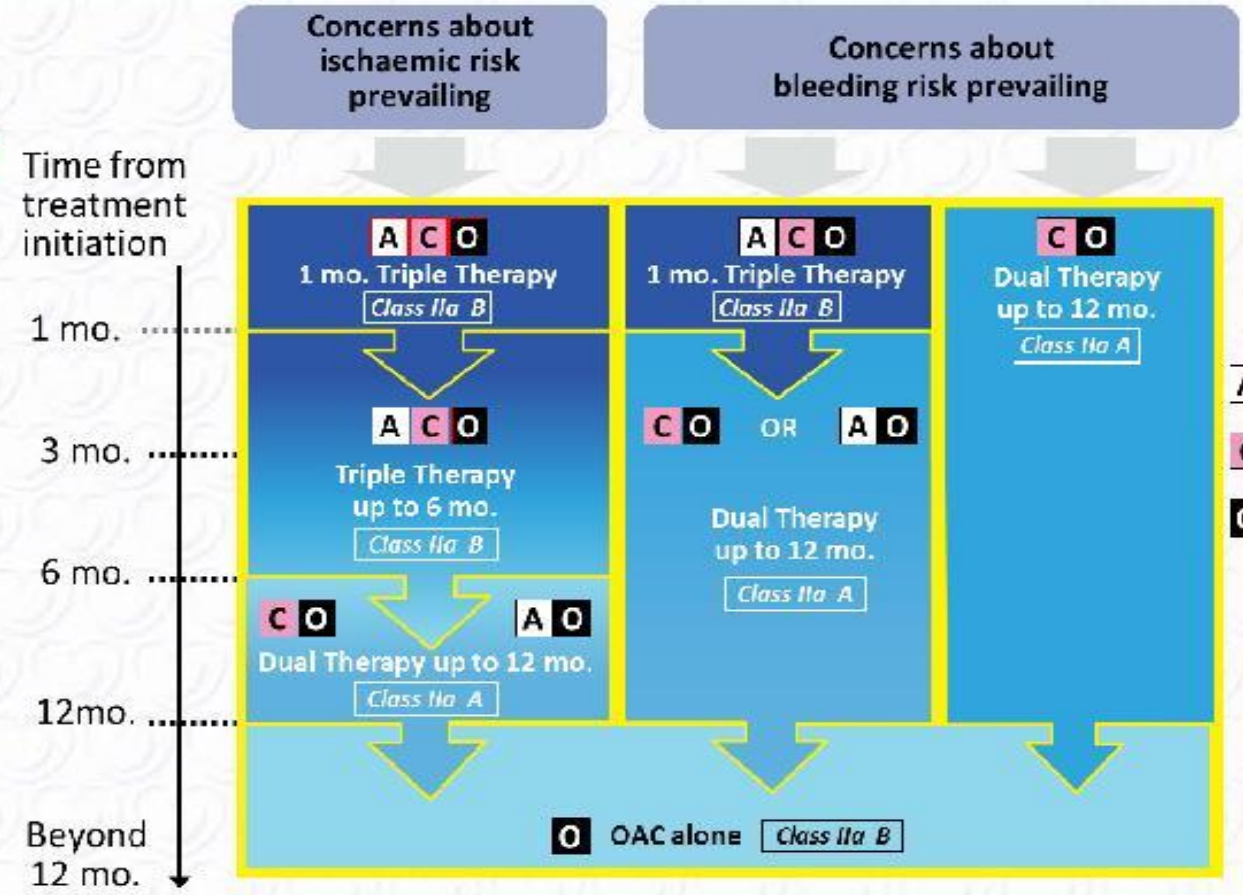 Concerns about
ischaemic risk
prevailing
Concerns about
bleeding risk prevailing
Time from
treatment
initiation
1 mo.
3 mo.
6 mo.
12mo.
Beyond
12 mo.
A C O
1 mo. Triple Therapy
Class IIa B
A C O
Triple Therapy
up to 6 mo.
Class IIa B
C O
A O
Dual Therapy up to 12 mo.
Class IIa A
A C O
1 mo. Triple Therapy
Class IIa B
C O OR A O
Dual Therapy
up to 12 mo.
Class IIa A
C O
Dual Therapy
up to 12 mo.
Class IIa A
O OAC alone Class IIa B